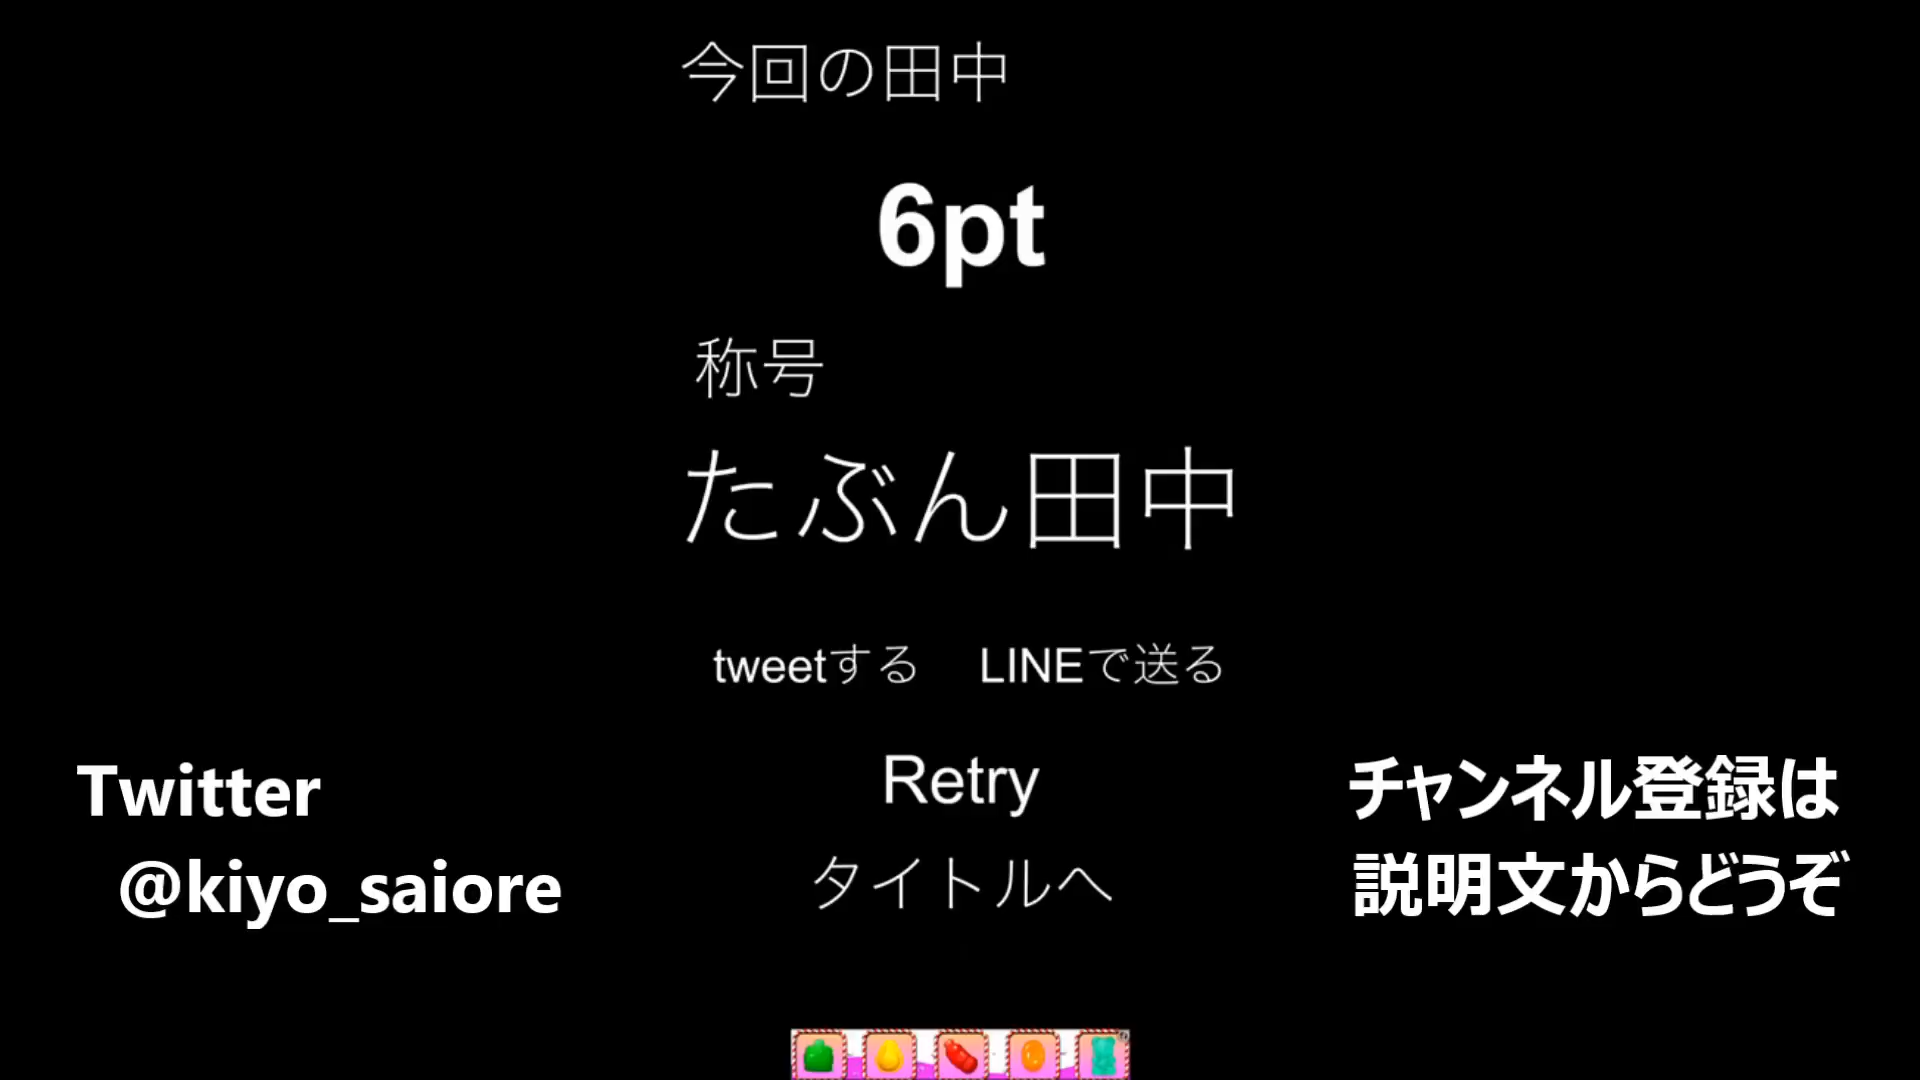 今回の田中
6pt
称号
たぶん田中
tweetする LINEで送る
Retry
タイトルへ
Twitter
@kiyo_saiore
チャンネル登録は
説明文からどうぞ